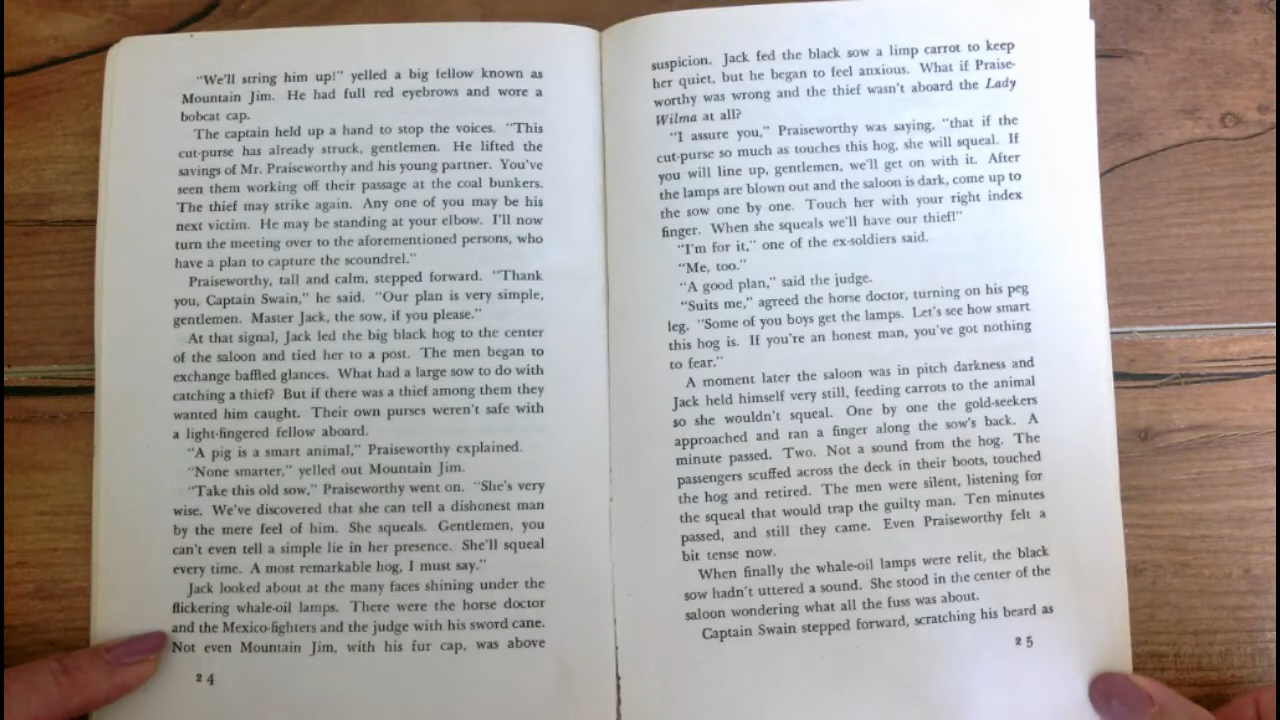 "We'll string him up!" yelled a big fellow known as
Mountain Jim. He had full red eyebrows and wore a
bobcat cap.
The captain held up a hand to stop the voices. "This
cut-purse has already struck, gentlemen. He lifted the
savings of Mr. Praiseworthy and his young partner. You've
seen them working off their passage at the coal bunkers.
The thief may strike again. Any one of you may be his
next victim. He may be standing at your elbow. I'll now
turn the meeting over to the aforementioned persons, who
have a plan to capture the scoundrel."
Praiseworthy, tall and calm, stepped forward. "Thank
you, Captain Swain," he said. "Our plan is very simple,
gentlemen. Master Jack, the sow, if you please."
At that signal, Jack led the big black hog to the center
of the saloon and tied her to a post. The men began to
exchange baffled glances. What had a large sow to do with
catching a thief? But if there was a thief among them they
wanted him caught. Their own purses weren't safe with
a light-fingered fellow aboard.
"A pig is a smart animal," Praiseworthy explained.
"None smarter," yelled out Mountain Jim.
"Take this old sow," Praiseworthy went on. "She's very
wise. We've discovered that she can tell a dishonest man
by the mere feel of him. She squeals. Gentlemen, you
can't even tell a simple lie in her presence. She'll squeal
every time. A most remarkable hog, I must say."
Jack looked about at the many faces shining under the
flickering whale-oil lamps. There were the horse doctor
and the Mexico-fighters and the judge with his sword cane.
Not even Mountain Jim, with his fur cap, was above
24
suspicion. Jack fed the black sow a limp carrot to keep
her quiet, but he began to feel anxious. What if Praise-
worthy was wrong and the thief wasn't aboard the Lady
Wilma at all?
"I assure you," Praiseworthy was saying, "that if the
cut-purse so much as touches this hog, she will squeal. If
you will line up, gentlemen, we'll get on with it. After
the lamps are blown out and the saloon is dark, come up to
the sow one by one. Touch her with your right index
finger. When she squeals we'll have our thief!"
"I'm for it," one of the ex-soldiers said.
"Me, too."
"A good plan," said the judge.
"Suits me," agreed the horse doctor, turning on his peg
leg. "Some of you boys get the lamps. Let's see how smart
this hog is. If you're an honest man, you've got nothing
to fear."
A moment later the saloon was in pitch darkness and
Jack held himself very still, feeding carrots to the animal
so she wouldn't squeal. One by one the gold-seekers
approached and ran a finger along the sow's back. A
minute passed. Two. Not a sound from the hog. The
passengers scuffed across the deck in their boots, touched
the hog and retired. The men were silent, listening for
the squeal that would trap the guilty man. Ten minutes
passed, and still they came. Even Praiseworthy felt a
bit tense now.
When finally the whale-oil lamps were relit, the black
sow hadn't uttered a sound. She stood in the center of the
saloon wondering what all the fuss was about.
Captain Swain stepped forward, scratching his beard as
25